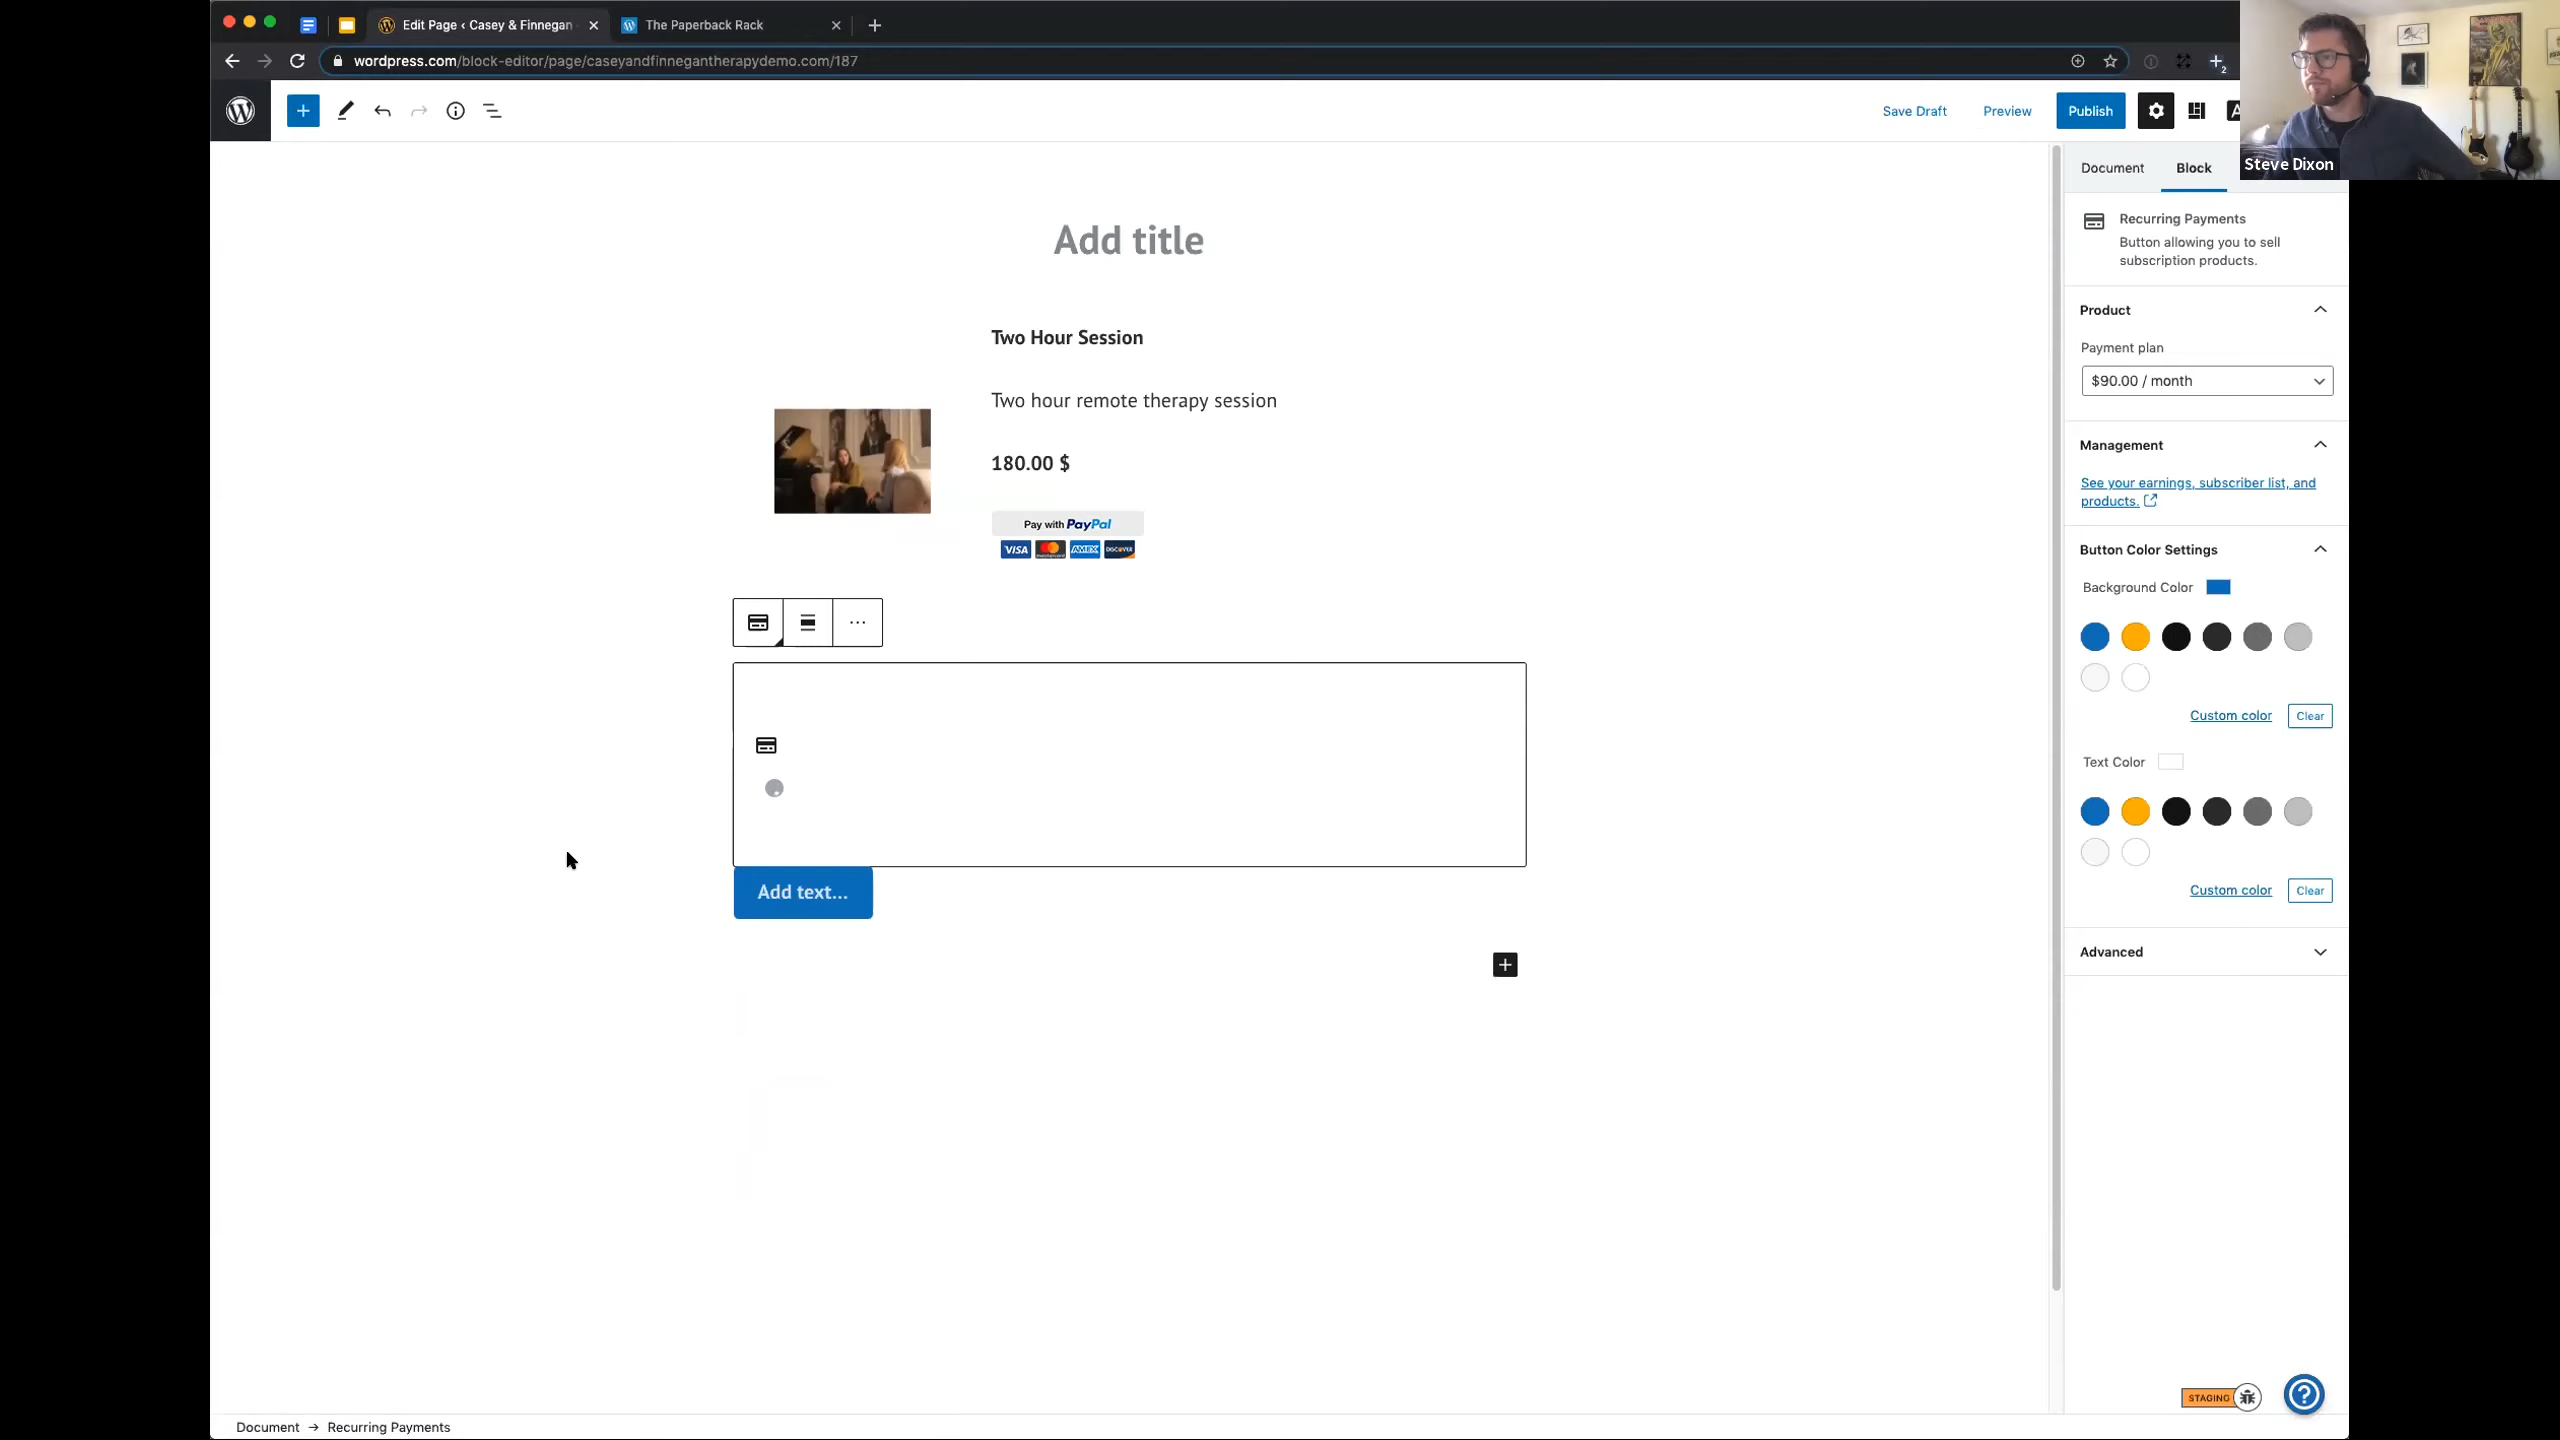 Edit Page ‹ Casey & Finnegan
The Paperback Rack
wordpress.com/block-editor/page/caseyandfinnegantherapydemo.com/187
Save Draft
Preview
Publish
Steve Dixon
Document
Block
Add title
Recurring Payments
Button allowing you to sell
subscription products.
Product
Payment plan
$90.00 / month
Two Hour Session
Two hour remote therapy session
180.00 $
Pay with PayPal
VISA
AMEX
DISCOVER
Management
See your earnings, subscriber list, and
products.
Button Color Settings
Background Color
Custom color
Clear
Text Color
Custom color
Clear
Add text...
Advanced
STAGING
Document → Recurring Payments